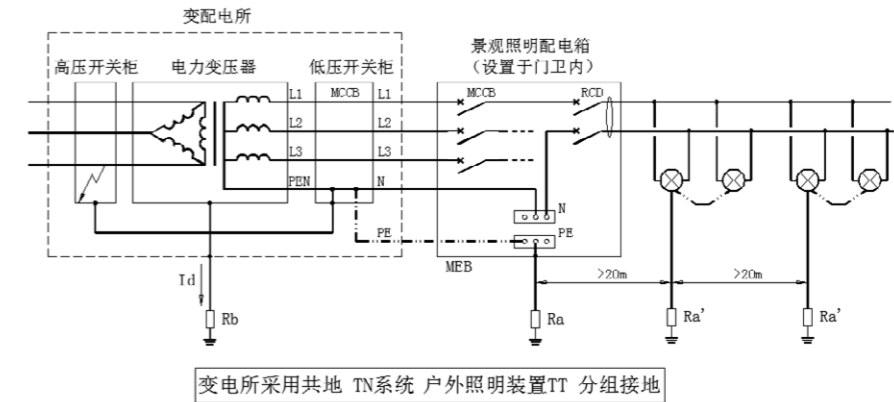 变配电所
景观照明配电箱
（设置于门卫内）
高压开关柜 电力变压器 低压开关柜
L1 MCCB L1 MCCB RCD
L2 L2
L3 L3
PEN N
N
PE PE
MEB
Id >20m >20m
Rb Ra Ra' Ra'
变电所采用共地 TN系统 户外照明装置TT 分组接地